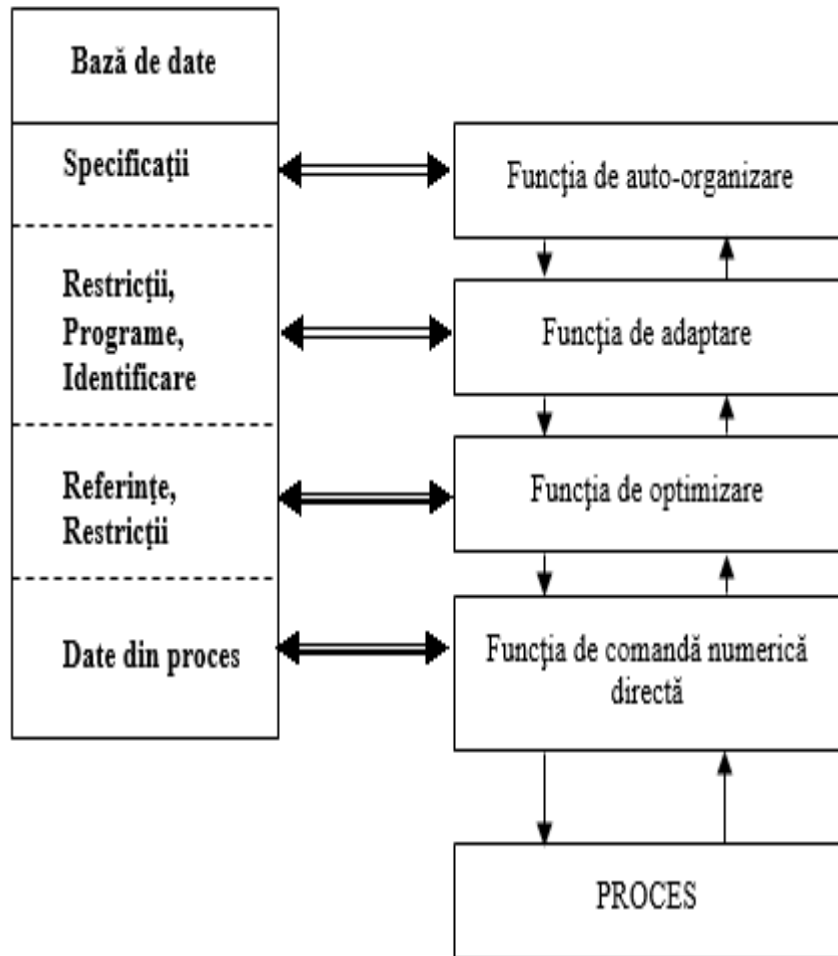 Bază de date
Specificaţii
Restricţii,
Programe,
Identificare
Referinţe,
Restricţii
Date din proces
Funcţia de auto-organizare
Funcţia de adaptare
Funcţia de optimizare
Funcţia de comandă numerică
directă
PROCES